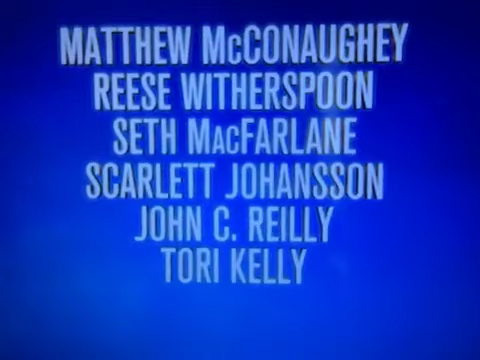 MATTHEW McCONAUGHEY
REESE WITHERSPOON
SETH MacFARLANE
SCARLETT JOHANSSON
JOHN C. REILLY
TORI KELLY